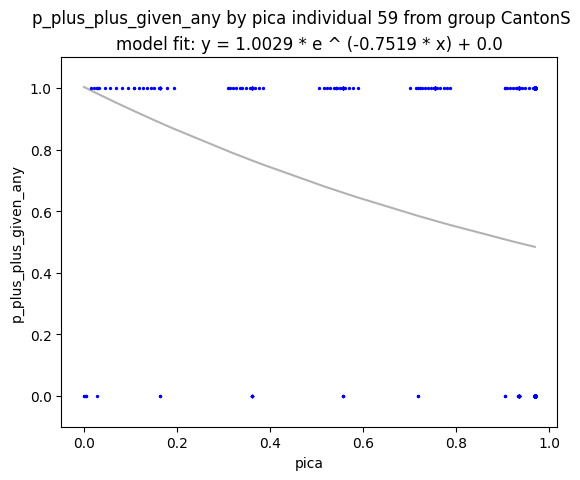 p_plus_plus_given_any by pica individual 59 from group CantonS
model fit: y = 1.0029 * e ^ (-0.7519 * x) + 0.0
p_plus_plus_given_any
1.0
0.8
0.6
0.4
0.2
0.0
0.0 0.2 0.4 0.6 0.8 1.0
pica